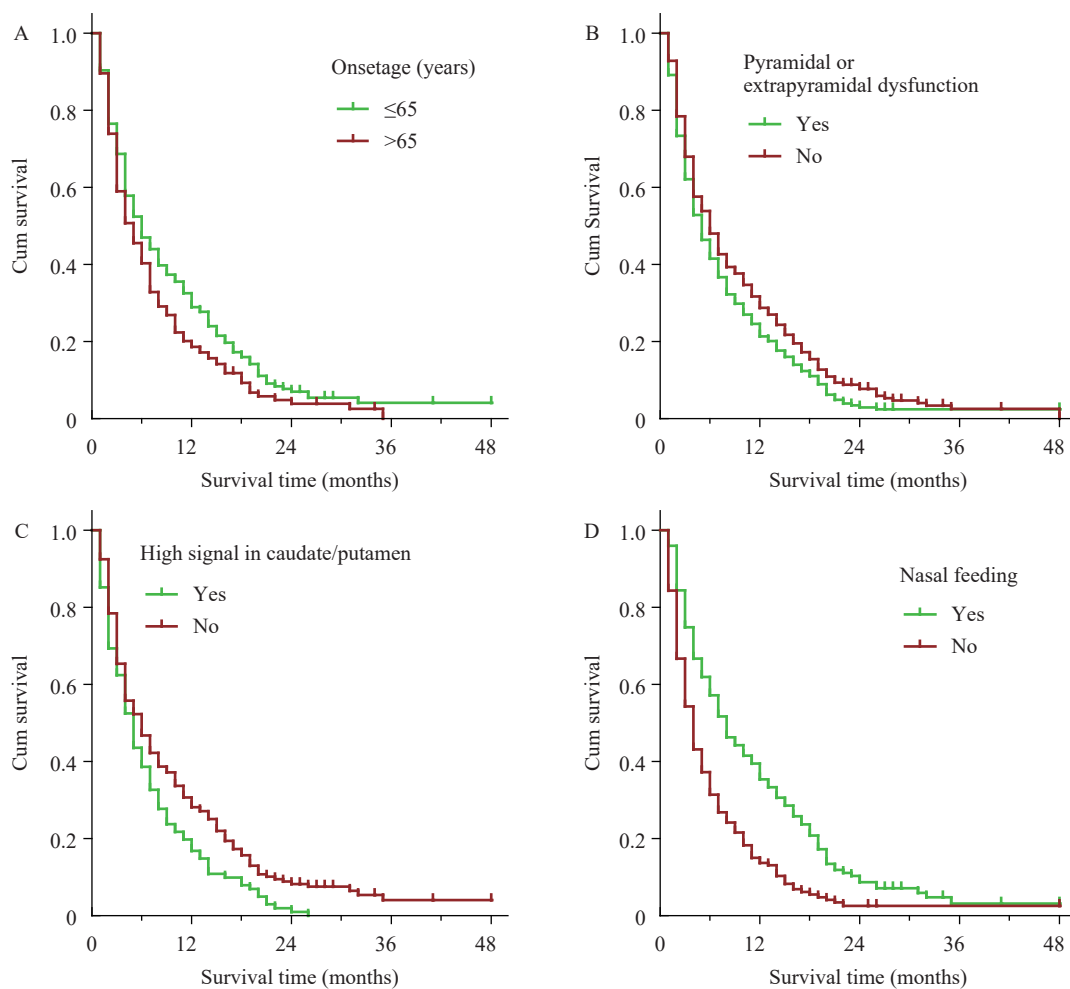 A
Onsetage (years)
≤65
>65
Cum survival
1.0
0.8
0.6
0.4
0.2
0
0 12 24 36 48
Survival time (months)
B
Pyramidal or
extrapyramidal dysfunction
Yes
No
Cum Survival
1.0
0.8
0.6
0.4
0.2
0
0 12 24 36 48
Survival time (months)
C
High signal in caudate/putamen
Yes
No
Cum survival
1.0
0.8
0.6
0.4
0.2
0
0 12 24 36 48
Survival time (months)
D
Nasal feeding
Yes
No
Cum survival
1.0
0.8
0.6
0.4
0.2
0
0 12 24 36 48
Survival time (months)